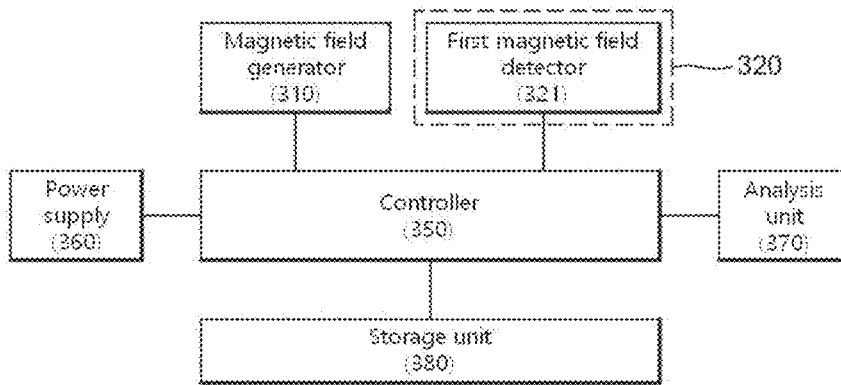 Magnetic field
generator
(310)
First magnetic field
detector
(321)
320
Power
supply
(360)
Controller
(350)
Analysis
unit
(370)
Storage unit
(380)